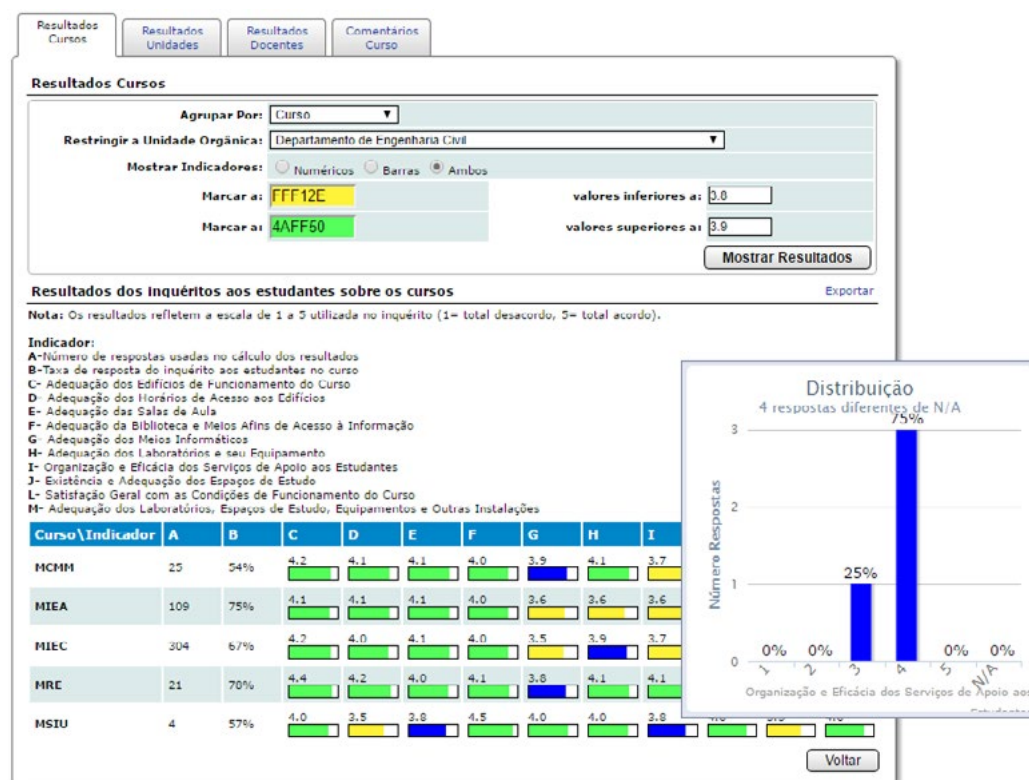 Resultados Cursos
Resultados Unidades
Resultados Docentes
Comentários Curso
Resultados Cursos
Agrupar Por: Curso
Restringir a Unidade Orgânica: Departamento de Engenharia Civil
Mostrar Indicadores: Numéricos Barras Ambos
Marcar a: FFF12E valores inferiores a: 3.8
Marcar a: 4AFF50 valores superiores a: 3.9
Mostrar Resultados
Resultados dos inquéritos aos estudantes sobre os cursos Exportar
Nota: Os resultados refletem a escala de 1 a 5 utilizada no inquérito (1= total desacordo, 5= total acordo).
Indicador:
A-Número de respostas usadas no cálculo dos resultados
B-Taxa de resposta do inquérito aos estudantes no curso
C- Adequação dos Edifícios de Funcionamento do Curso
D- Adequação dos Horários de Acesso aos Edifícios
E- Adequação das Salas de Aula
F- Adequação da Biblioteca e Meios Afins de Acesso à Informação
G- Adequação dos Meios Informáticos
H- Adequação dos Laboratórios e seu Equipamento
I- Organização e Eficácia dos Serviços de Apoio aos Estudantes
J- Existência e Adequação dos Espaços de Estudo
L- Satisfação Geral com as Condições de Funcionamento do Curso
M- Adequação dos Laboratórios, Espaços de Estudo, Equipamentos e Outras Instalações
Curso\Indicador A B C D E F G H I
MCMM 25 54% 4.2 4.1 4.1 4.0 3.9 4.1 3.7
MIEA 109 75% 4.1 4.1 4.1 4.0 3.6 3.6 3.6
MIEC 304 67% 4.2 4.0 4.1 4.0 3.5 3.9 3.7
MRE 21 70% 4.4 4.2 4.0 4.1 3.8 4.1 4.1
MSIU 4 57% 4.0 3.5 3.8 4.5 4.0 4.0 3.8
Voltar
Distribuição
4 respostas diferentes de N/A
75%
3
2
25%
1
0% 0% 0% 0%
0
1 2 3 4 5 N/A
Número Respostas
Organização e Eficácia dos Serviços de Apoio aos
Estudantes